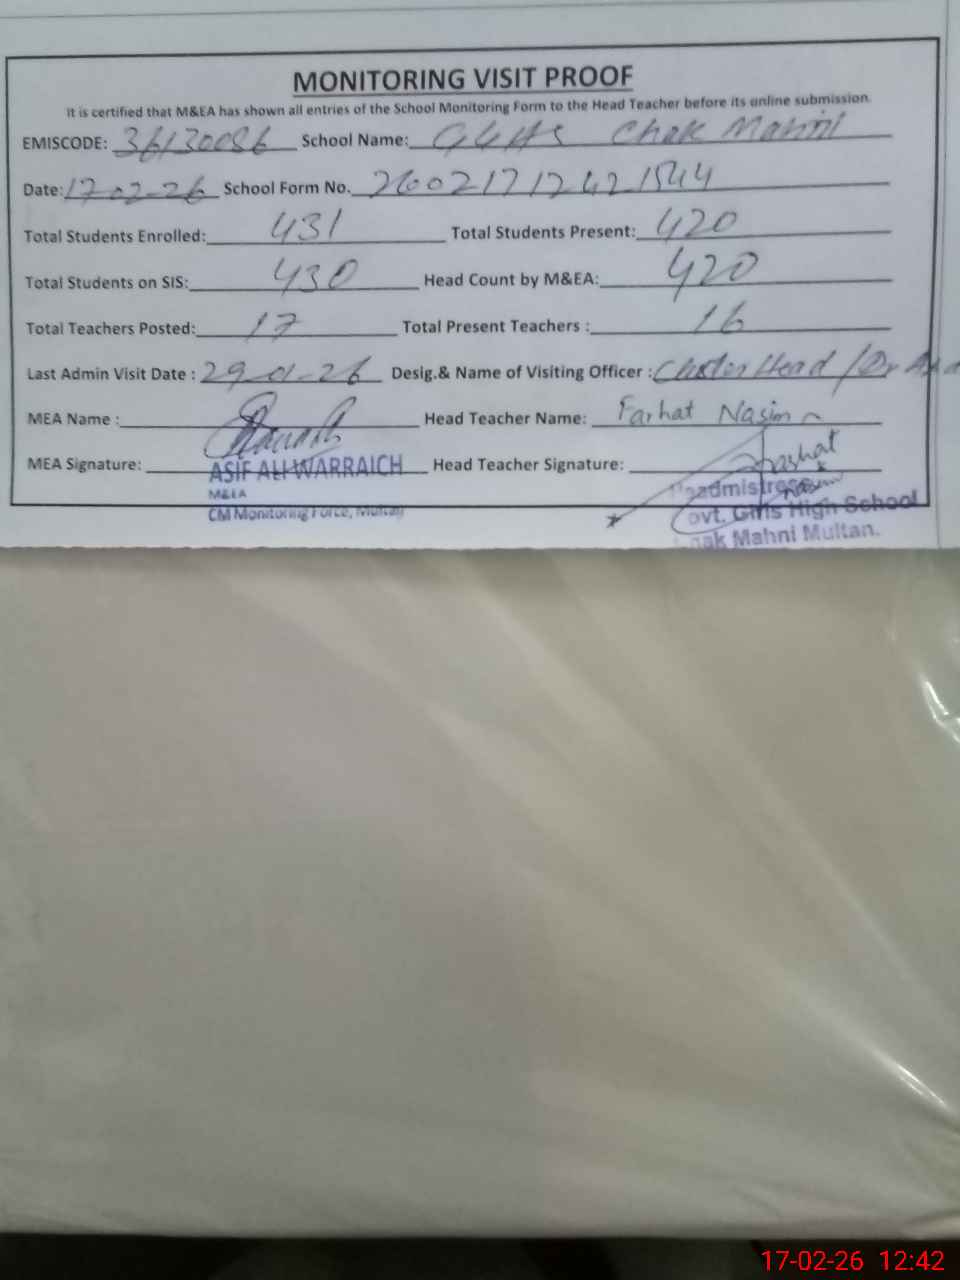 MONITORING VISIT PROOF
It is certified that M&EA has shown all entries of the School Monitoring Form to the Head Teacher before its online submission.
EMISCODE: 36130086 School Name: GGHS Chak Mahni
Date: 17-02-26 School Form No. 260021712421544
Total Students Enrolled: 431 Total Students Present: 420
Total Students on SIS: 430 Head Count by M&EA: 420
Total Teachers Posted: 17 Total Present Teachers : 16
Last Admin Visit Date : 29-01-26 Desig.& Name of Visiting Officer : Cluster Head / Dr
MEA Name : Head Teacher Name: Farhat Nasim
MEA Signature: ASIF ALI WARRAICH Head Teacher Signature: Farhat
M&EA Headmistress
CM Monitoring Force, Multan Govt. Girls High School
Chak Mahni Multan.
17-02-26 12:42